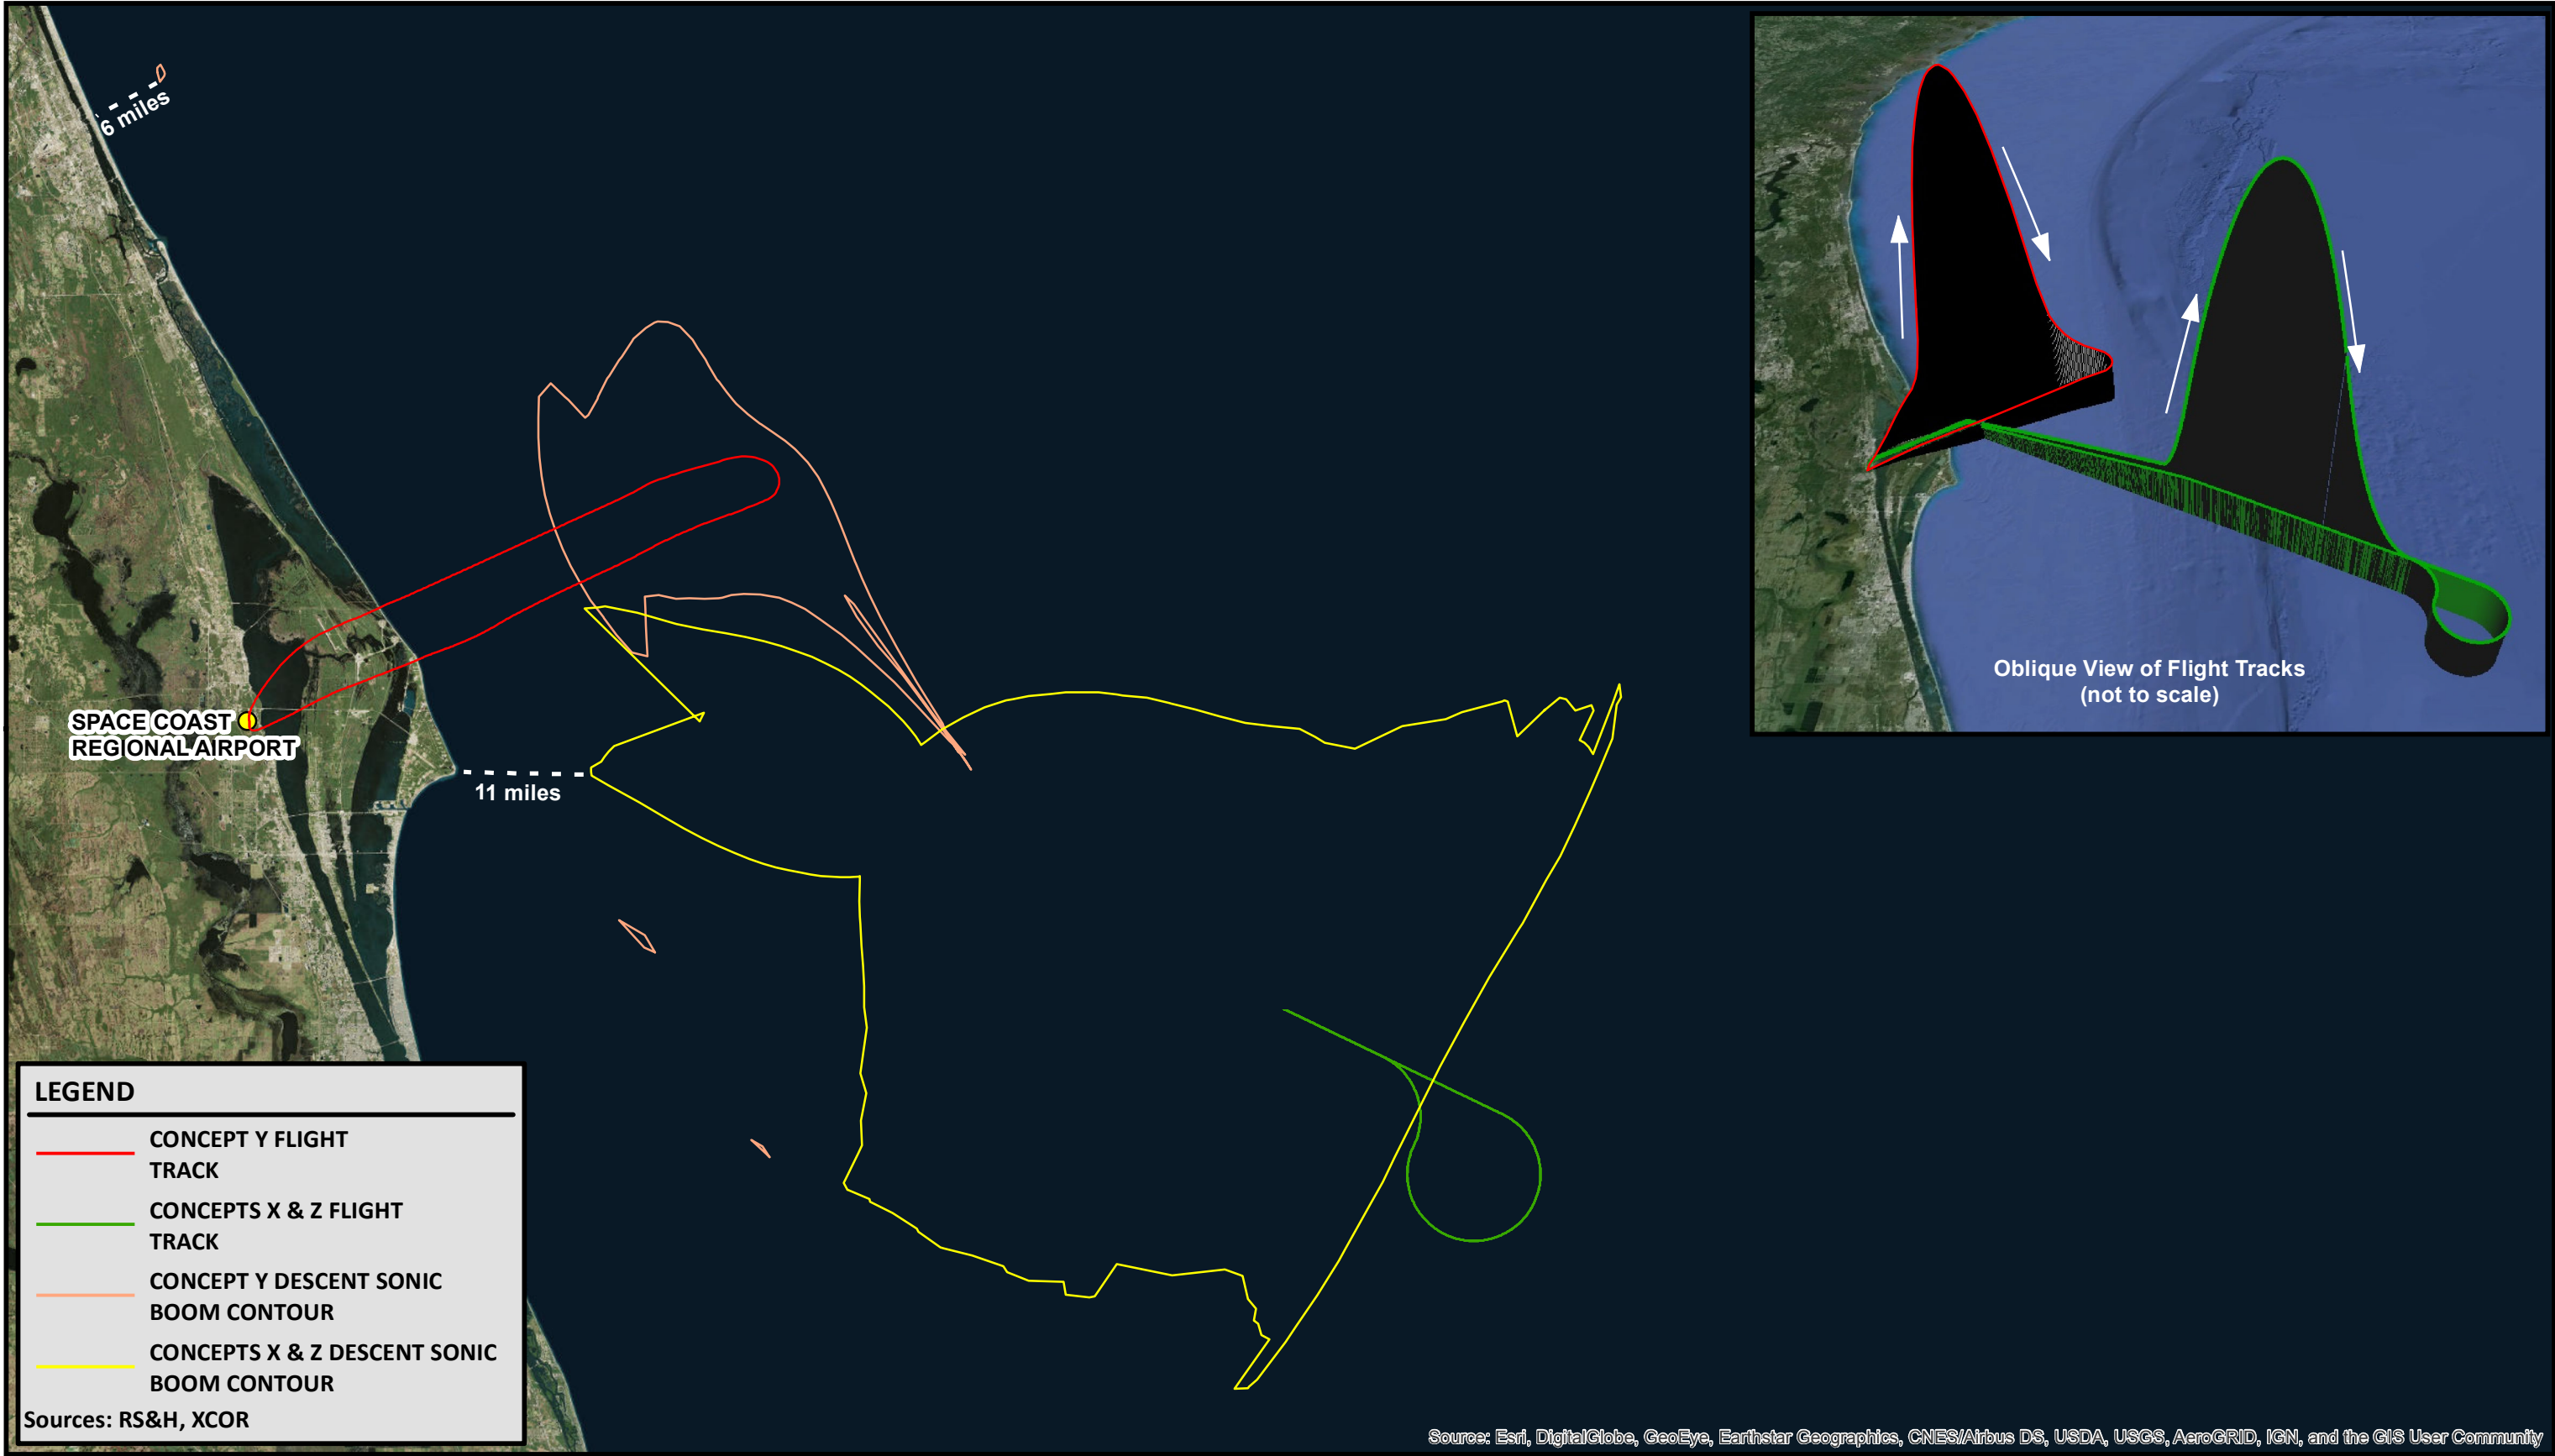 6 miles
SPACE COAST
REGIONAL AIRPORT
11 miles
Oblique View of Flight Tracks
(not to scale)
LEGEND
CONCEPT Y FLIGHT
TRACK
CONCEPTS X & Z FLIGHT
TRACK
CONCEPT Y DESCENT SONIC
BOOM CONTOUR
CONCEPTS X & Z DESCENT SONIC
BOOM CONTOUR
Sources: RS&H, XCOR
Source: Esri, DigitalGlobe, GeoEye, Earthstar Geographics, CNES/Airbus DS, USDA, USGS, AeroGRID, IGN, and the GIS User Community